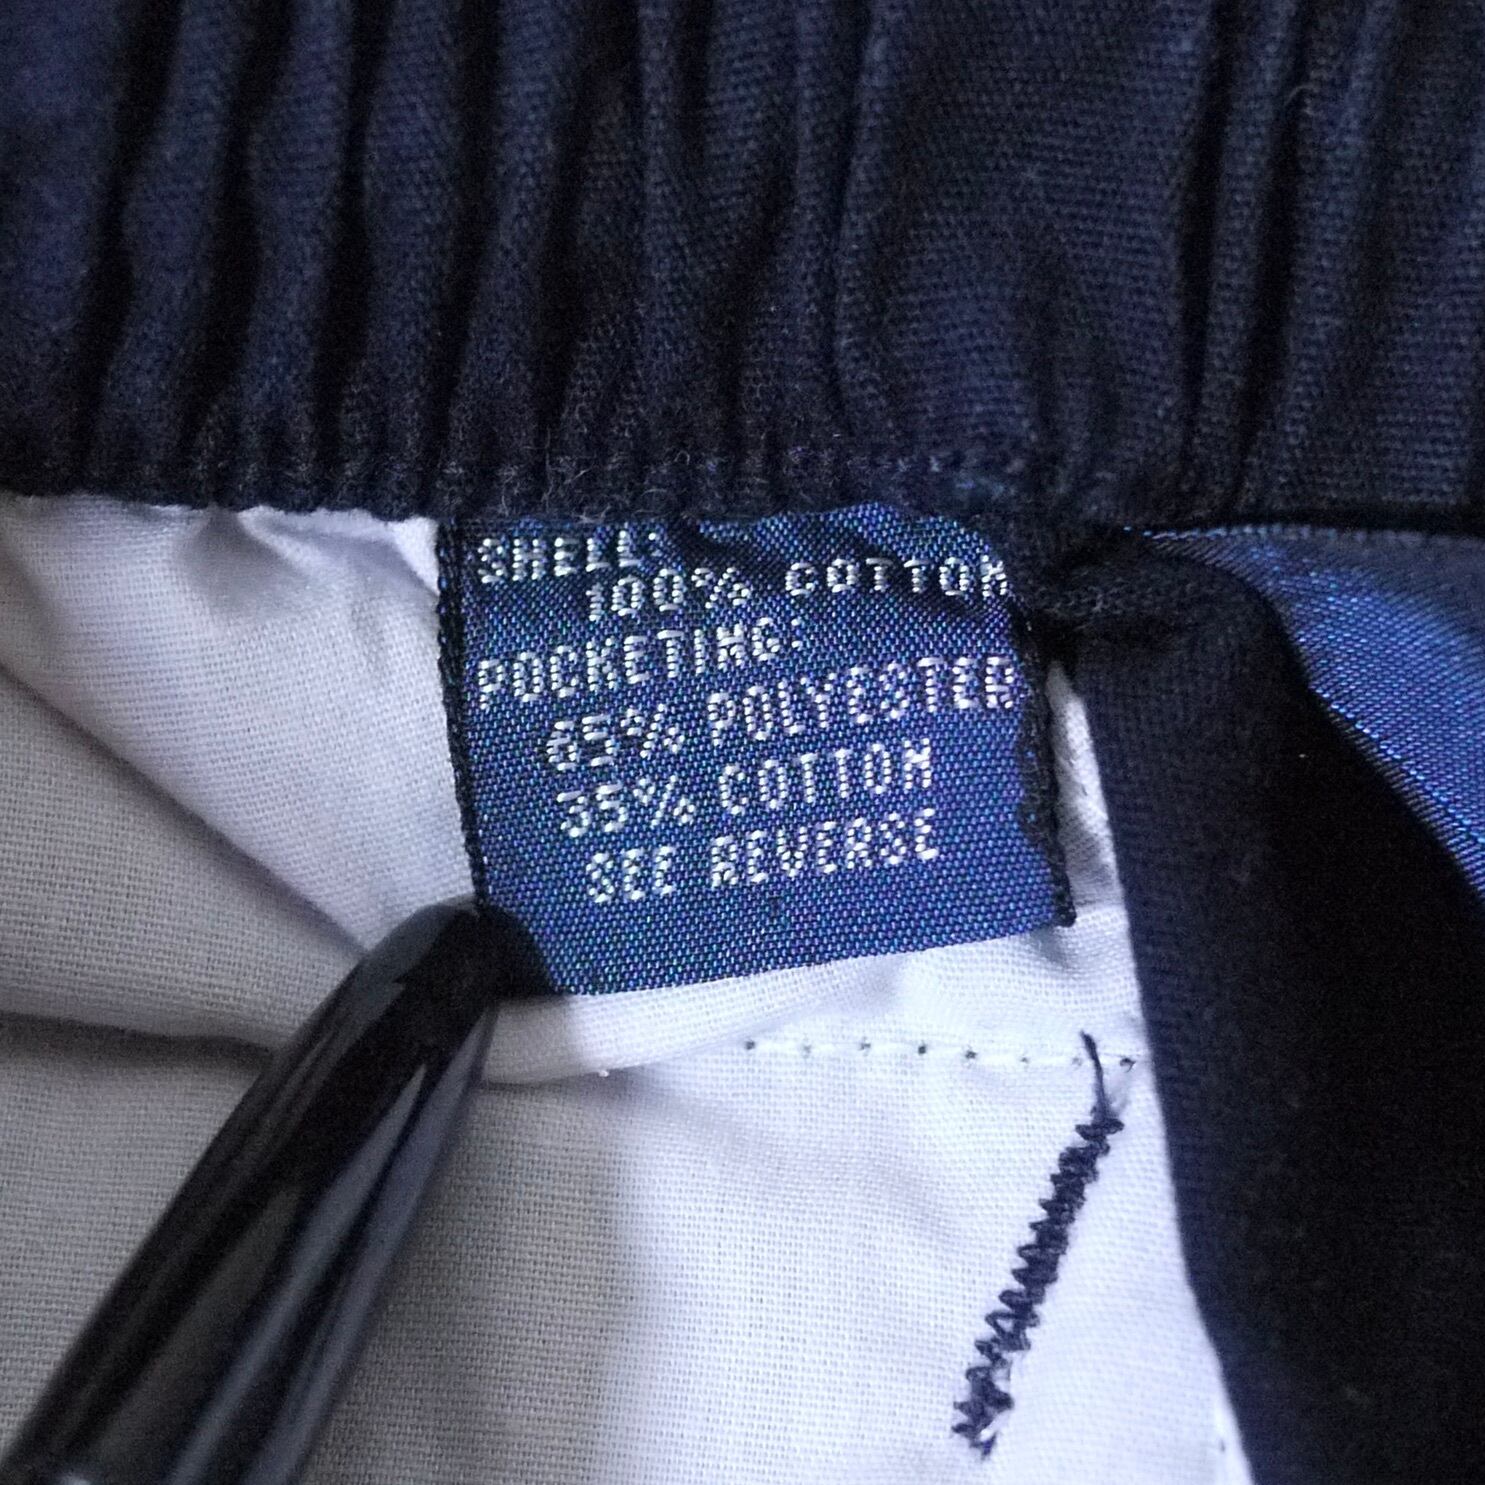 SHELL:
100% COTTON
POCKETING:
65% POLYESTER
35% COTTON
SEE REVERSE